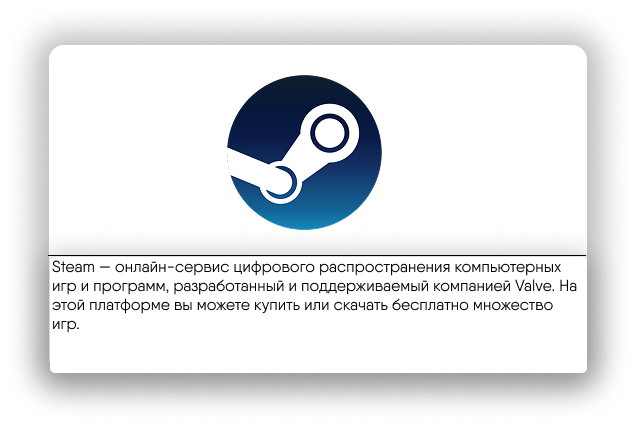 Steam — онлайн-сервис цифрового распространения компьютерных
игр и программ, разработанный и поддерживаемый компанией Valve. На
этой платформе вы можете купить или скачать бесплатно множество
игр.